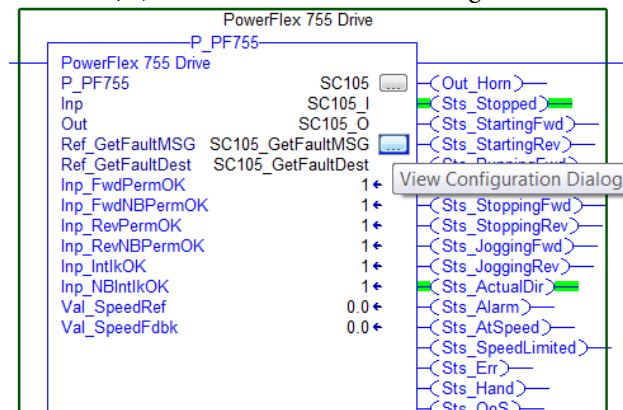 PowerFlex 755 Drive
P_PF755
PowerFlex 755 Drive
P_PF755 SC105 ... Out_Horn
Inp SC105_I Sts_Stopped
Out SC105_O Sts_StartingFwd
Ref_GetFaultMSG SC105_GetFaultMSG ... Sts_StartingRev
Ref_GetFaultDest SC105_GetFaultDest
View Configuration Dialog
Inp_FwdPermOK 1
Inp_FwdNBPermOK 1 Sts_StoppingFwd
Inp_RevPermOK 1 Sts_StoppingRev
Inp_RevNBPermOK 1 Sts_JoggingFwd
Inp_IntlkOK 1 Sts_JoggingRev
Inp_NBIntlkOK 1 Sts_ActualDir
Val_SpeedRef 0.0 Sts_Alarm
Val_SpeedFdbk 0.0 Sts_AtSpeed
Sts_SpeedLimited
Sts_Err
Sts_Hand
Sts_OoS